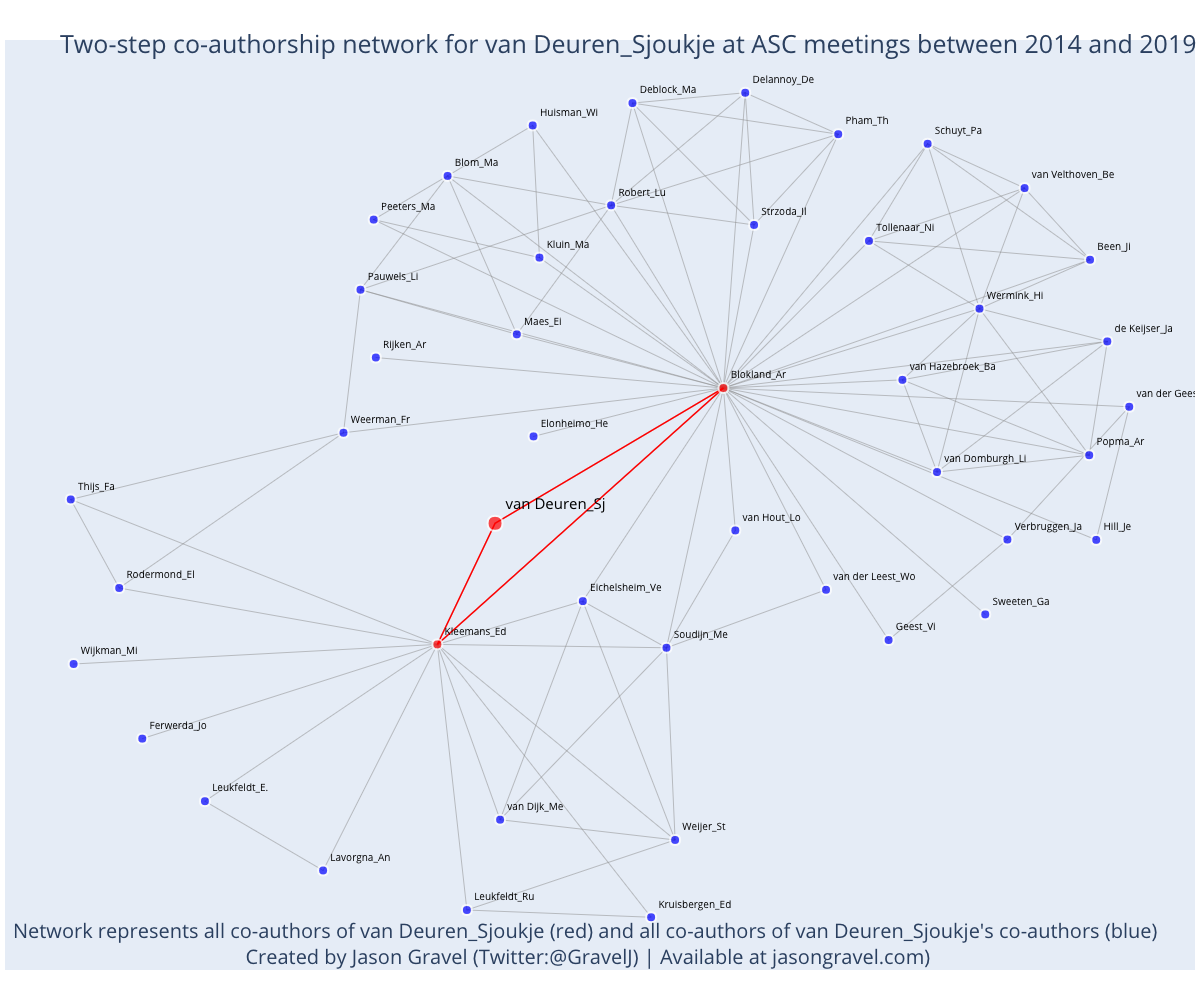 Two-step co-authorship network for van Deuren_Sjoukje at ASC meetings between 2014 and 2019
Delannoy_De
Deblock_Ma
Huisman_Wi
Pham_Th
Schuyt_Pa
Blom_Ma
van Velthoven_Be
Robert_Lu
Peeters_Ma
Strzoda_Il
Tollenaar_Ni
Kluin_Ma
Been_Ji
Pauwels_Li
Wermink_Hi
Maes_El
de Keijser_Ja
Rijken_Ar
van Hazebroek_Ba
Blokland_Ar
van der Gees
Weerman_Fr
Elonheimo_He
Popma_Ar
van Domburgh_Li
Thijs_Fa
van Deuren_Sj
van Hout_Lo
Verbruggen_Ja
Hill_Je
Rodermond_El
van der Leest_Wo
Eichelsheim_Ve
Sweeten_Ga
Geest_Vi
Kleemans_Ed
Soudijn_Me
Wijkman_Mi
Ferwerda_Jo
Leukfeldt_E.
van Dijk_Me
Weijer_St
Lavorgna_An
Leukfeldt_Ru
Kruisbergen_Ed
Network represents all co-authors of van Deuren_Sjoukje (red) and all co-authors of van Deuren_Sjoukje's co-authors (blue)
Created by Jason Gravel (Twitter:@GravelJ) | Available at jasongravel.com)